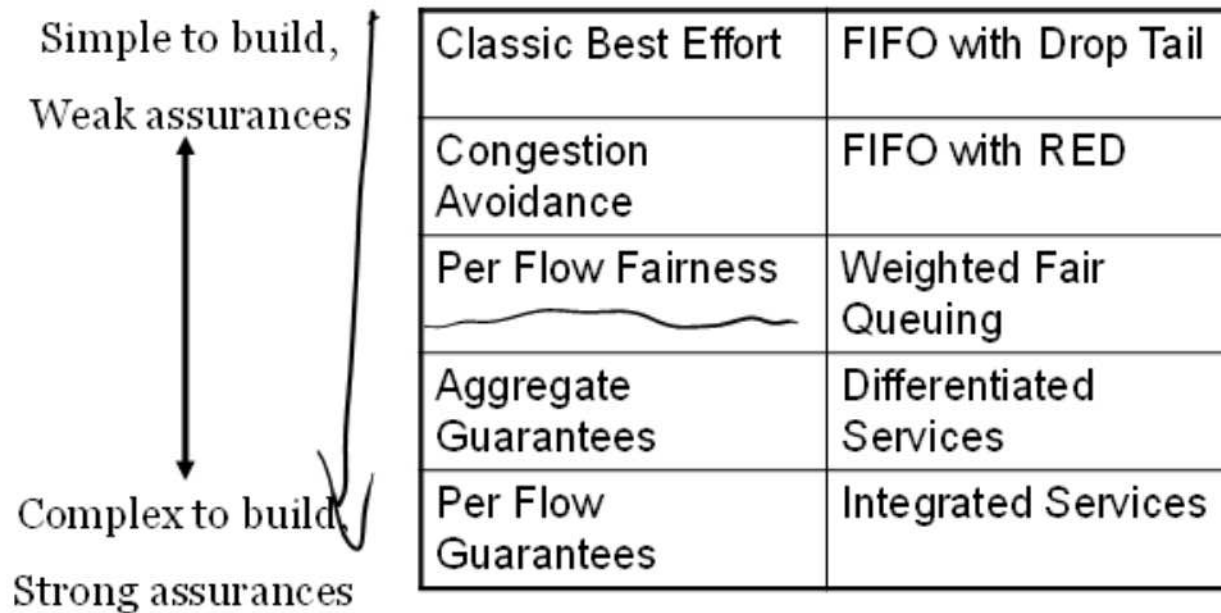 Simple to build,
Weak assurances
Complex to build,
Strong assurances
Classic Best Effort
FIFO with Drop Tail
Congestion
Avoidance
FIFO with RED
Per Flow Fairness
Weighted Fair
Queuing
Aggregate
Guarantees
Differentiated
Services
Per Flow
Guarantees
Integrated Services